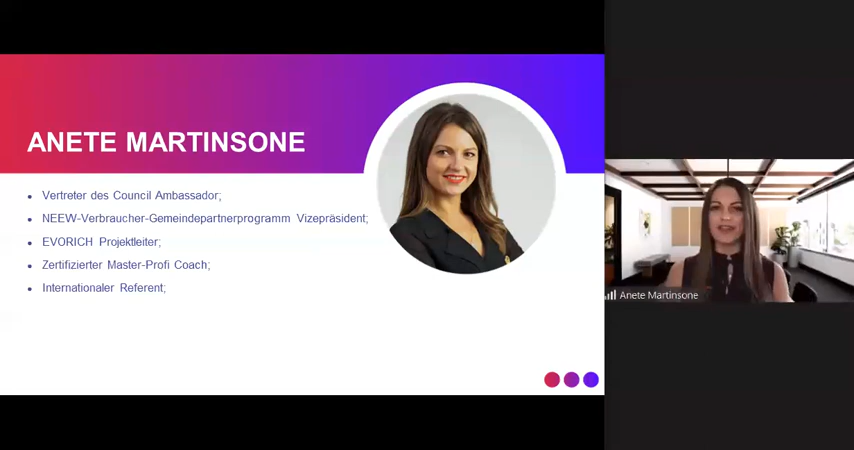 ANETE MARTINSONE
Vertreter des Council Ambassador;
NEEW-Verbraucher-Gemeindepartnerprogramm Vizepräsident;
EVORICH Projektleiter;
Zertifizierter Master-Profi Coach;
Internationaler Referent;
Anete Martinsone